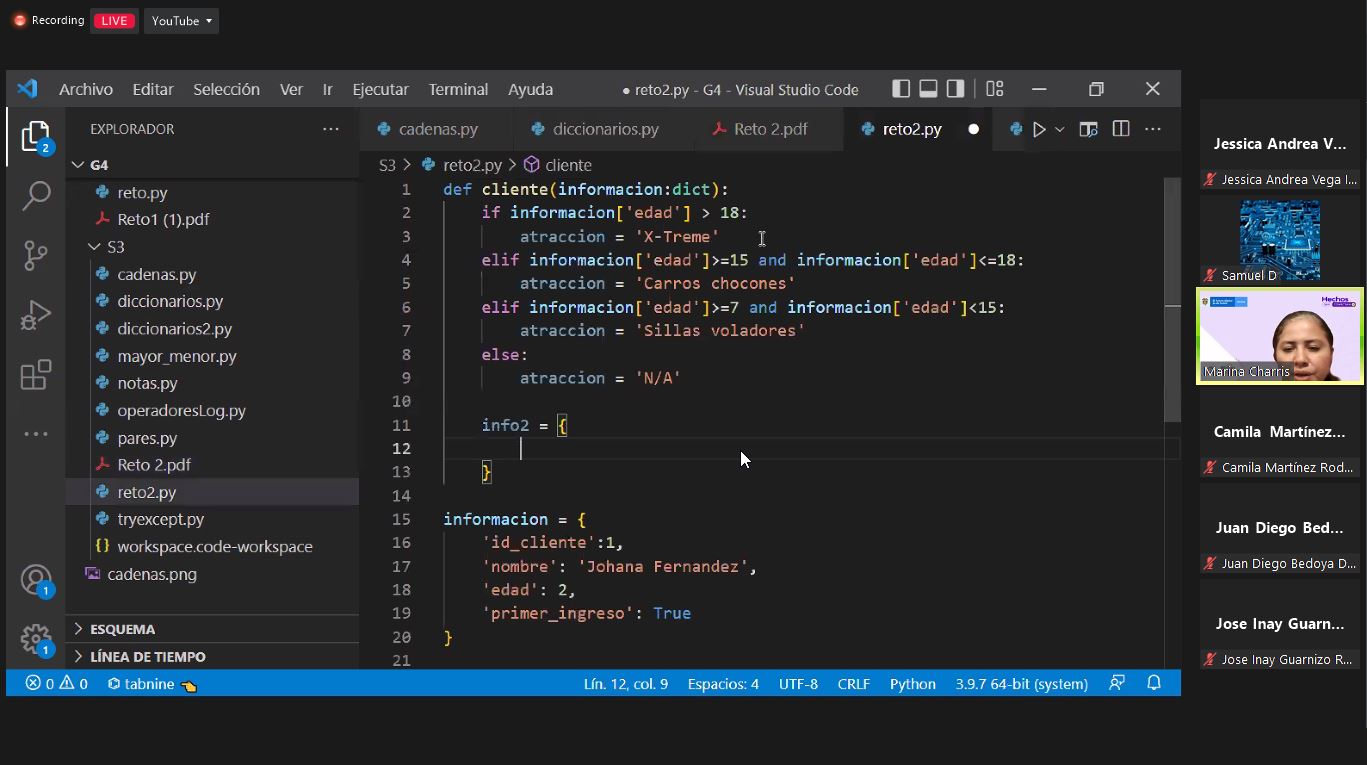 Recording LIVE YouTube
Archivo Editar Selección Ver Ir Ejecutar Terminal Ayuda ● reto2.py - G4 - Visual Studio Code
EXPLORADOR ···
G4
reto.py
Reto1 (1).pdf
S3
cadenas.py
diccionarios.py
diccionarios2.py
mayor_menor.py
notas.py
operadoresLog.py
pares.py
Reto 2.pdf
reto2.py
tryexcept.py
{} workspace.code-workspace
cadenas.png
ESQUEMA
LÍNEA DE TIEMPO
2
1
1
cadenas.py diccionarios.py Reto 2.pdf reto2.py
S3 > reto2.py > cliente
1 def cliente(informacion:dict):
2 if informacion['edad'] > 18:
3 atraccion = 'X-Treme'
4 elif informacion['edad']>=15 and informacion['edad']<=18:
5 atraccion = 'Carros chocones'
6 elif informacion['edad']>=7 and informacion['edad']<15:
7 atraccion = 'Sillas voladores'
8 else:
9 atraccion = 'N/A'
10
11 info2 = {
12
13 }
14
15 informacion = {
16 'id_cliente':1,
17 'nombre': 'Johana Fernandez',
18 'edad': 2,
19 'primer_ingreso': True
20 }
21
0 0 tabnine Lín. 12, col. 9 Espacios: 4 UTF-8 CRLF Python 3.9.7 64-bit (system)
Jessica Andrea V...
Jessica Andrea Vega I...
Samuel D
Hechos
Marina Charris
Camila Martínez...
Camila Martínez Rod...
Juan Diego Bed...
Juan Diego Bedoya D...
Jose Inay Guarn...
Jose Inay Guarnizo R...